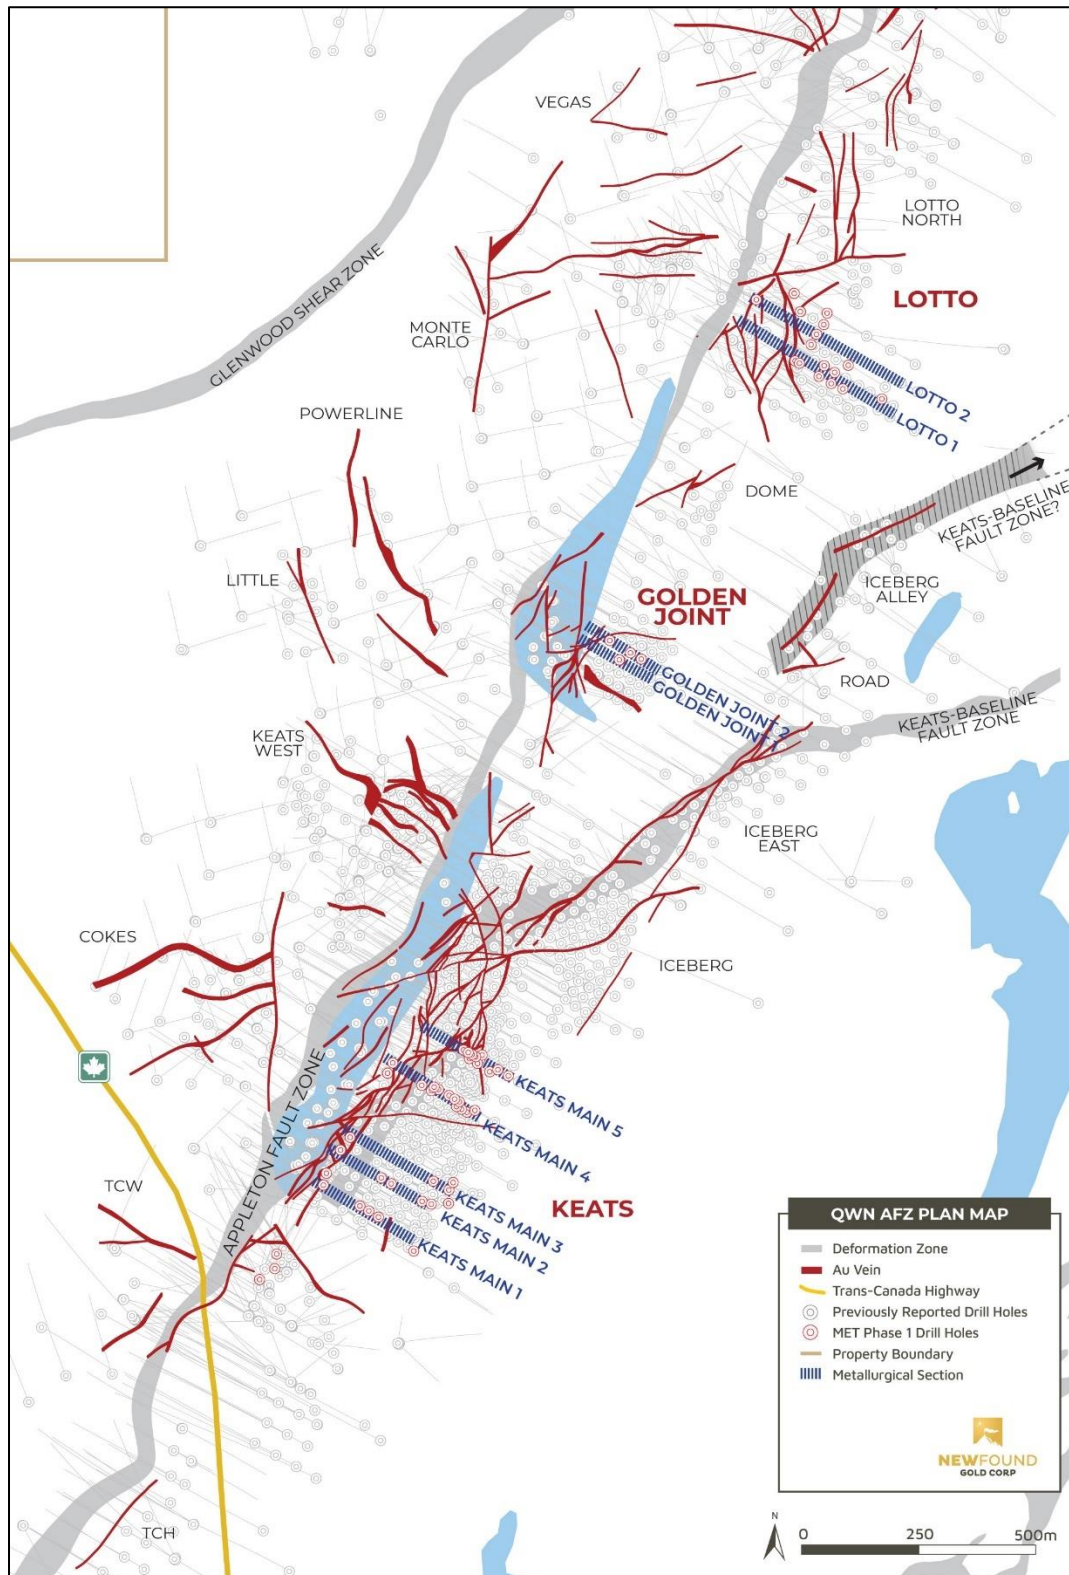 VEGAS
LOTTO
NORTH
LOTTO
GLENWOOD SHEAR ZONE
MONTE
CARLO
LOTTO 2
LOTTO 1
POWERLINE
DOME
KEATS-BASELINE
FAULT ZONE?
LITTLE
ICEBERG
ALLEY
GOLDEN
JOINT
GOLDEN JOINT 2
GOLDEN JOINT 1
ROAD
KEATS-BASELINE
FAULT ZONE
KEATS
WEST
ICEBERG
EAST
COKES
ICEBERG
APPLETON FAULT ZONE
KEATS MAIN 5
KEATS MAIN 4
KEATS MAIN 3
KEATS MAIN 2
KEATS MAIN 1
KEATS
TCW
TCH
QWN AFZ PLAN MAP
Deformation Zone
Au Vein
Trans-Canada Highway
Previously Reported Drill Holes
MET Phase 1 Drill Holes
Property Boundary
Metallurgical Section
NEWFOUND
GOLD CORP
N
0 250 500m